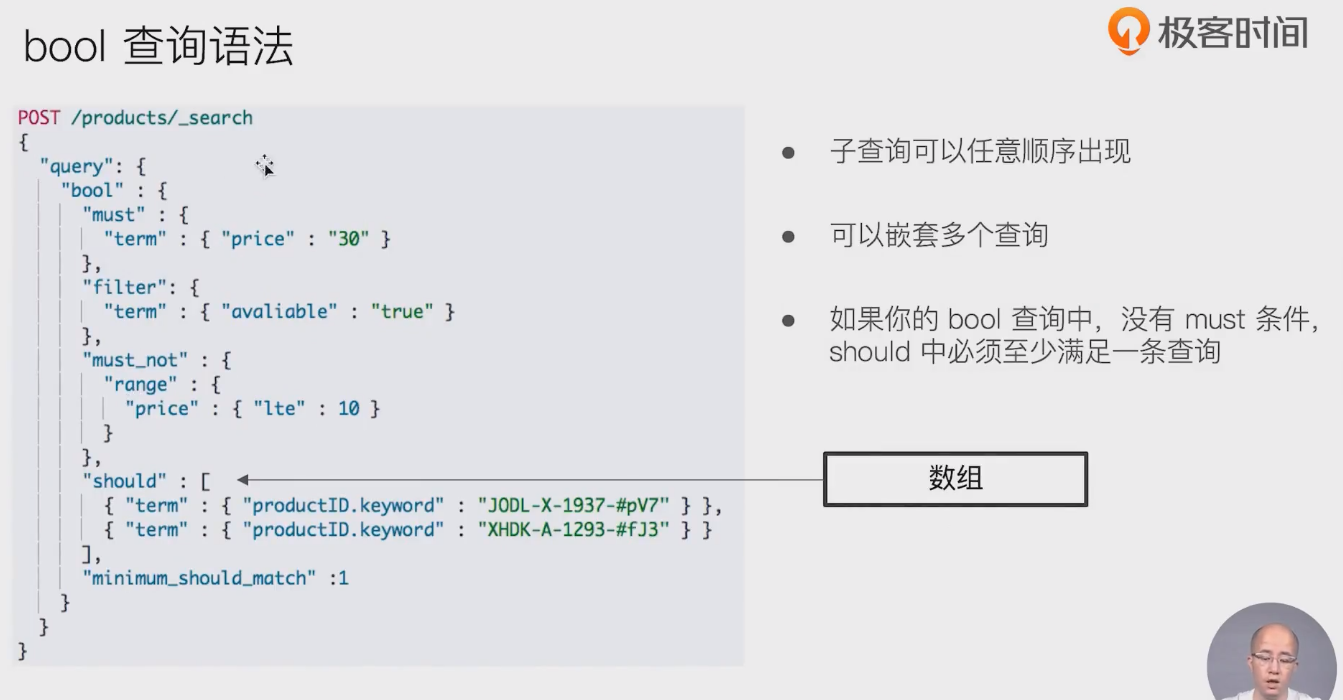 bool 查询语法
极客时间
POST /products/_search
{
"query": {
"bool" : {
"must" : {
"term" : { "price" : "30" }
},
"filter": {
"term" : { "avaliable" : "true" }
},
"must_not" : {
"range" : {
"price" : { "lte" : 10 }
}
},
"should" : [
{ "term" : { "productID.keyword" : "JODL-X-1937-#pV7" } },
{ "term" : { "productID.keyword" : "XHDK-A-1293-#fJ3" } }
],
"minimum_should_match" :1
}
}
}
子查询可以任意顺序出现
可以嵌套多个查询
如果你的 bool 查询中，没有 must 条件，
should 中必须至少满足一条查询
数组